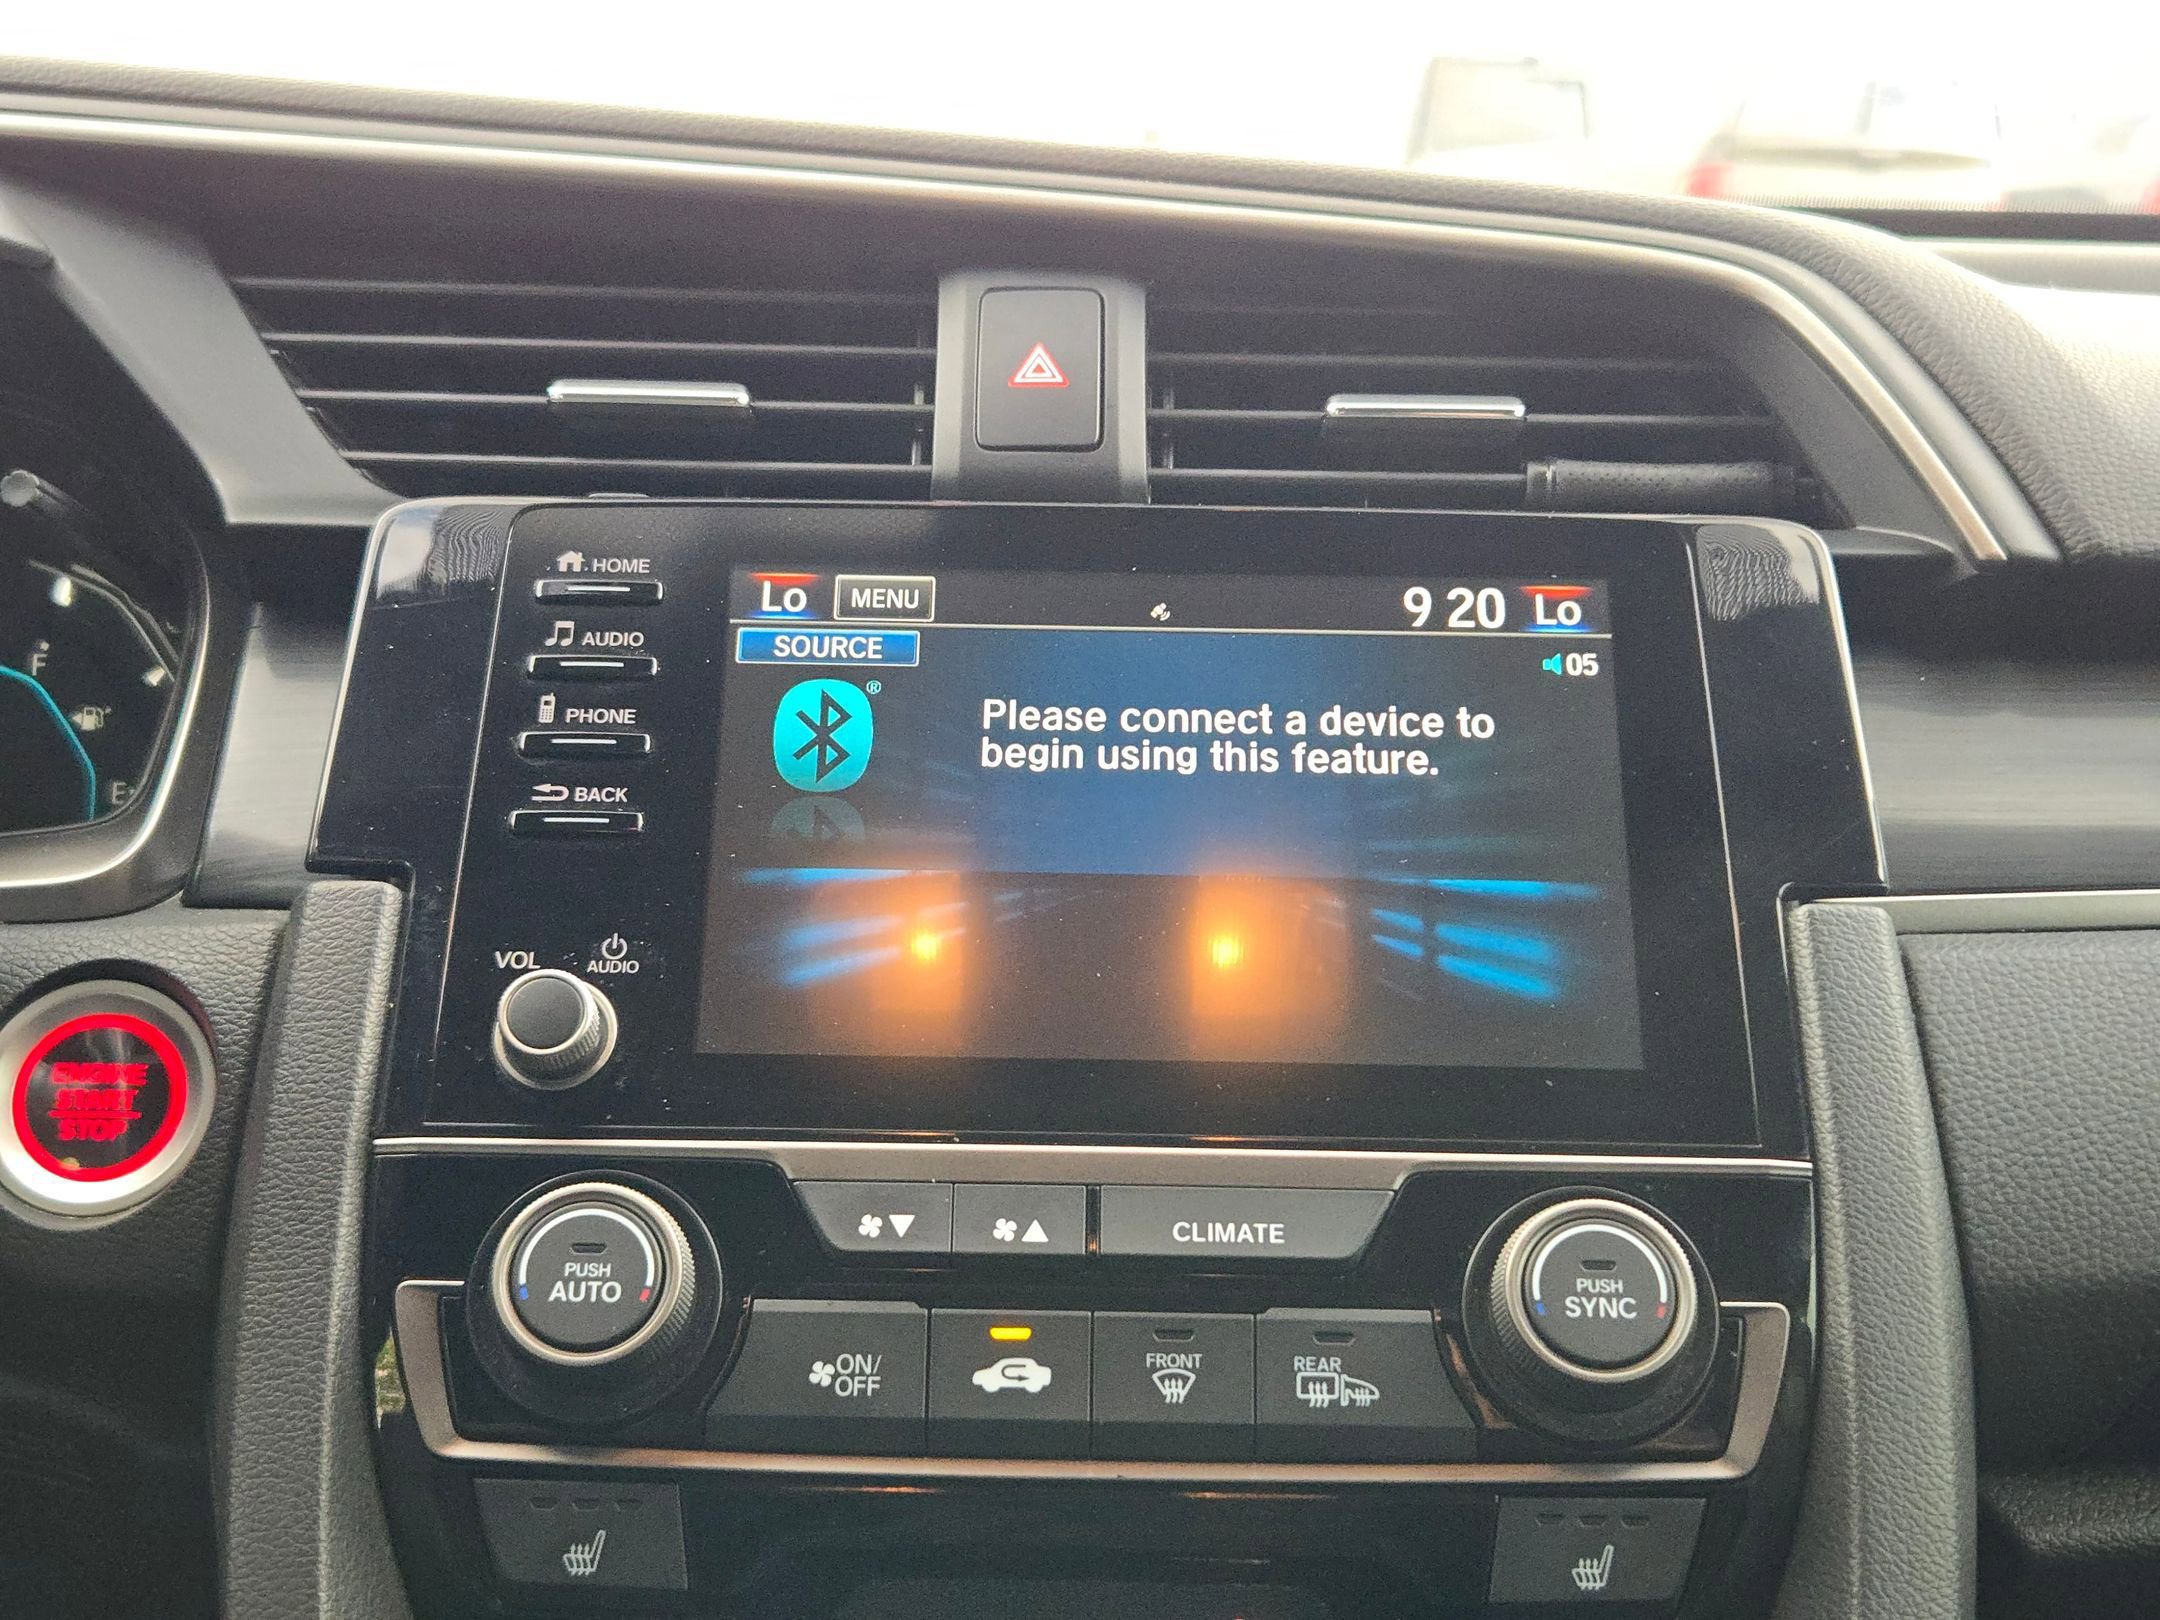 HOME
AUDIO
PHONE
BACK
VOL
AUDIO
Lo
MENU
9 20
Lo
SOURCE
05
®
Please connect a device to
begin using this feature.
F
E
ENGINE
START
STOP
CLIMATE
PUSH
AUTO
PUSH
SYNC
ON/
OFF
FRONT
REAR